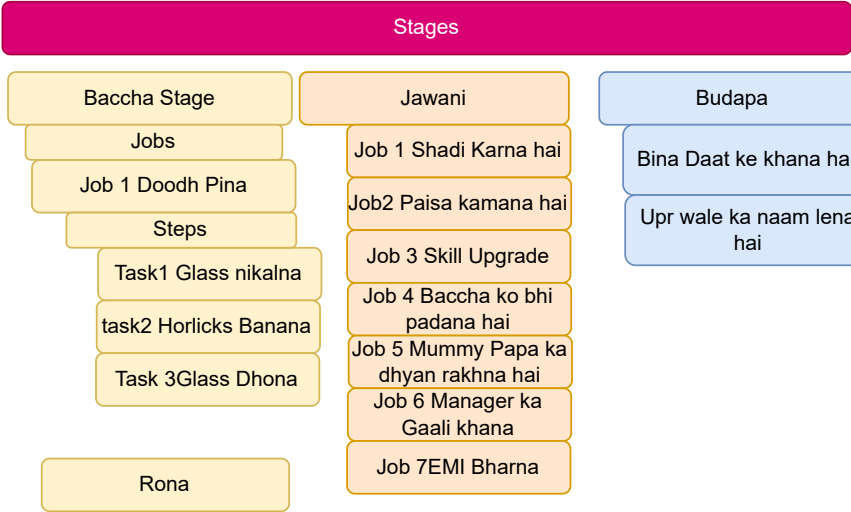 Stages
Baccha Stage
Jobs
Job 1 Doodh Pina
Steps
Task1 Glass nikalna
task2 Horlicks Banana
Task 3Glass Dhona
Rona
Jawani
Job 1 Shadi Karna hai
Job2 Paisa kamana hai
Job 3 Skill Upgrade
Job 4 Baccha ko bhi
padana hai
Job 5 Mummy Papa ka
dhyan rakhna hai
Job 6 Manager ka
Gaali khana
Job 7EMI Bharna
Budapa
Bina Daat ke khana ha
Upr wale ka naam lena
hai